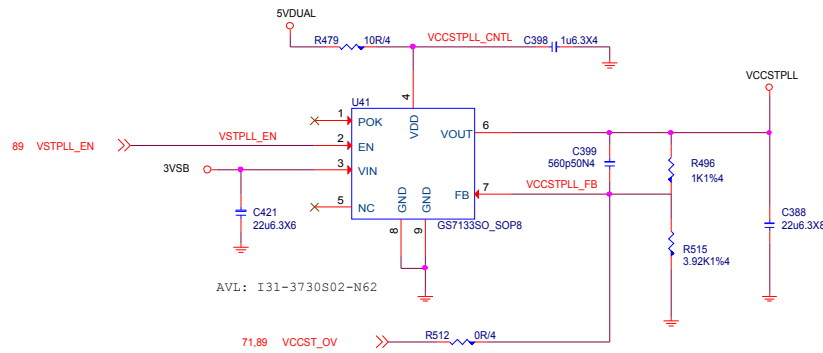 5VDUAL
R479 10R/4
VCCSTPLL_CNTL
C398 1u6.3X4
VCCSTPLL
U41
4
1 POK
VDD
VOUT 6
89 VSTPLL_EN
VSTPLL_EN
2 EN
C399
560p50N4
R496
1K1%4
3VSB
3 VIN
VCCSTPLL_FB
FB 7
5 NC
GND
GND
C421
22u6.3X6
8
9
GS7133SO_SOP8
C388
22u6.3X8
R515
3.92K1%4
AVL: I31-3730S02-N62
71,89 VCCST_OV
R512 0R/4